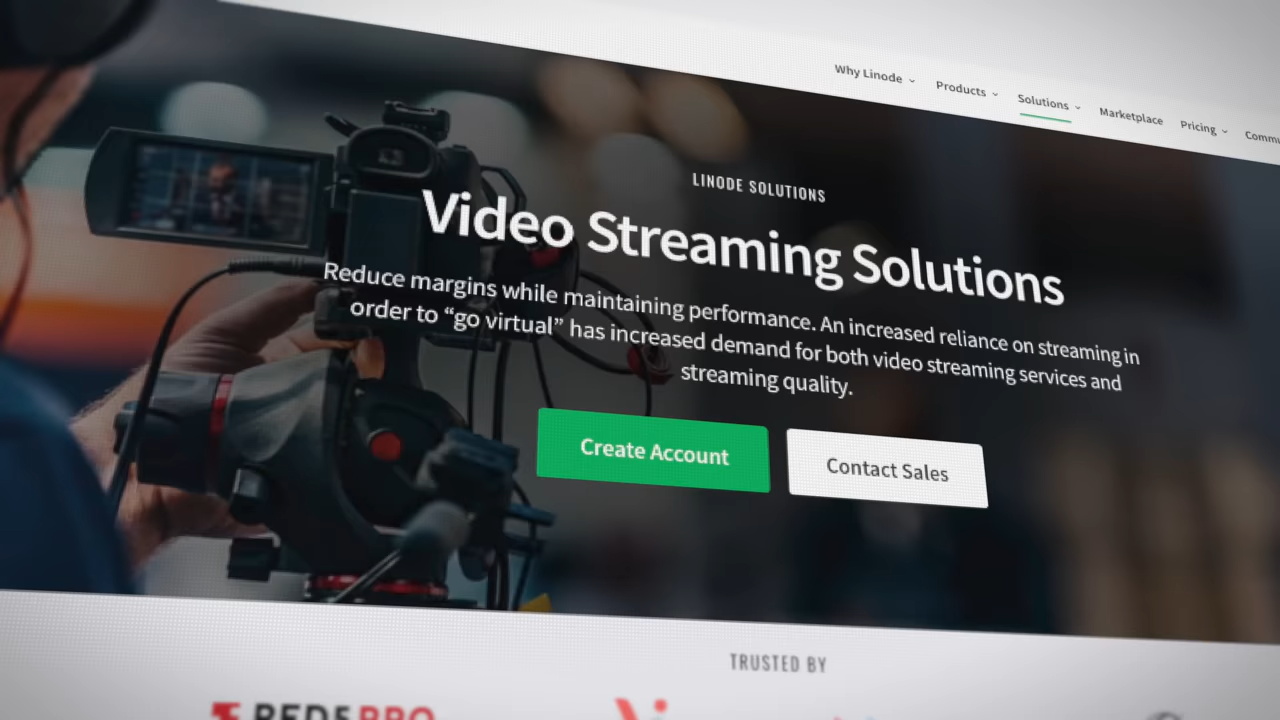 Why Linode
Products
Solutions
Marketplace
Pricing
LINODE SOLUTIONS
Video Streaming Solutions
Reduce margins while maintaining performance. An increased reliance on streaming in
order to “go virtual” has increased demand for both video streaming services and
streaming quality.
Create Account
Contact Sales
TRUSTED BY